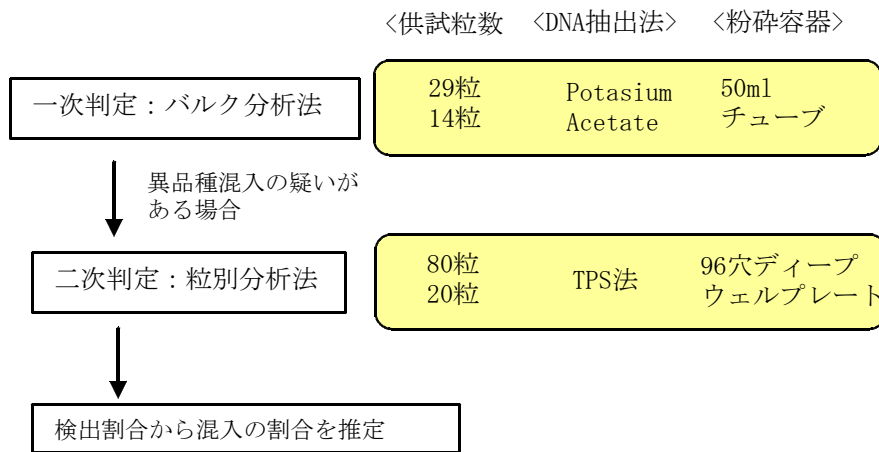 <供試粒数 <DNA抽出法> <粉砕容器>
一次判定：バルク分析法
29粒 Potasium 50ml
14粒 Acetate チューブ
異品種混入の疑いが
ある場合
二次判定：粒別分析法
80粒 TPS法 96穴ディープ
20粒 ウェルプレート
検出割合から混入の割合を推定